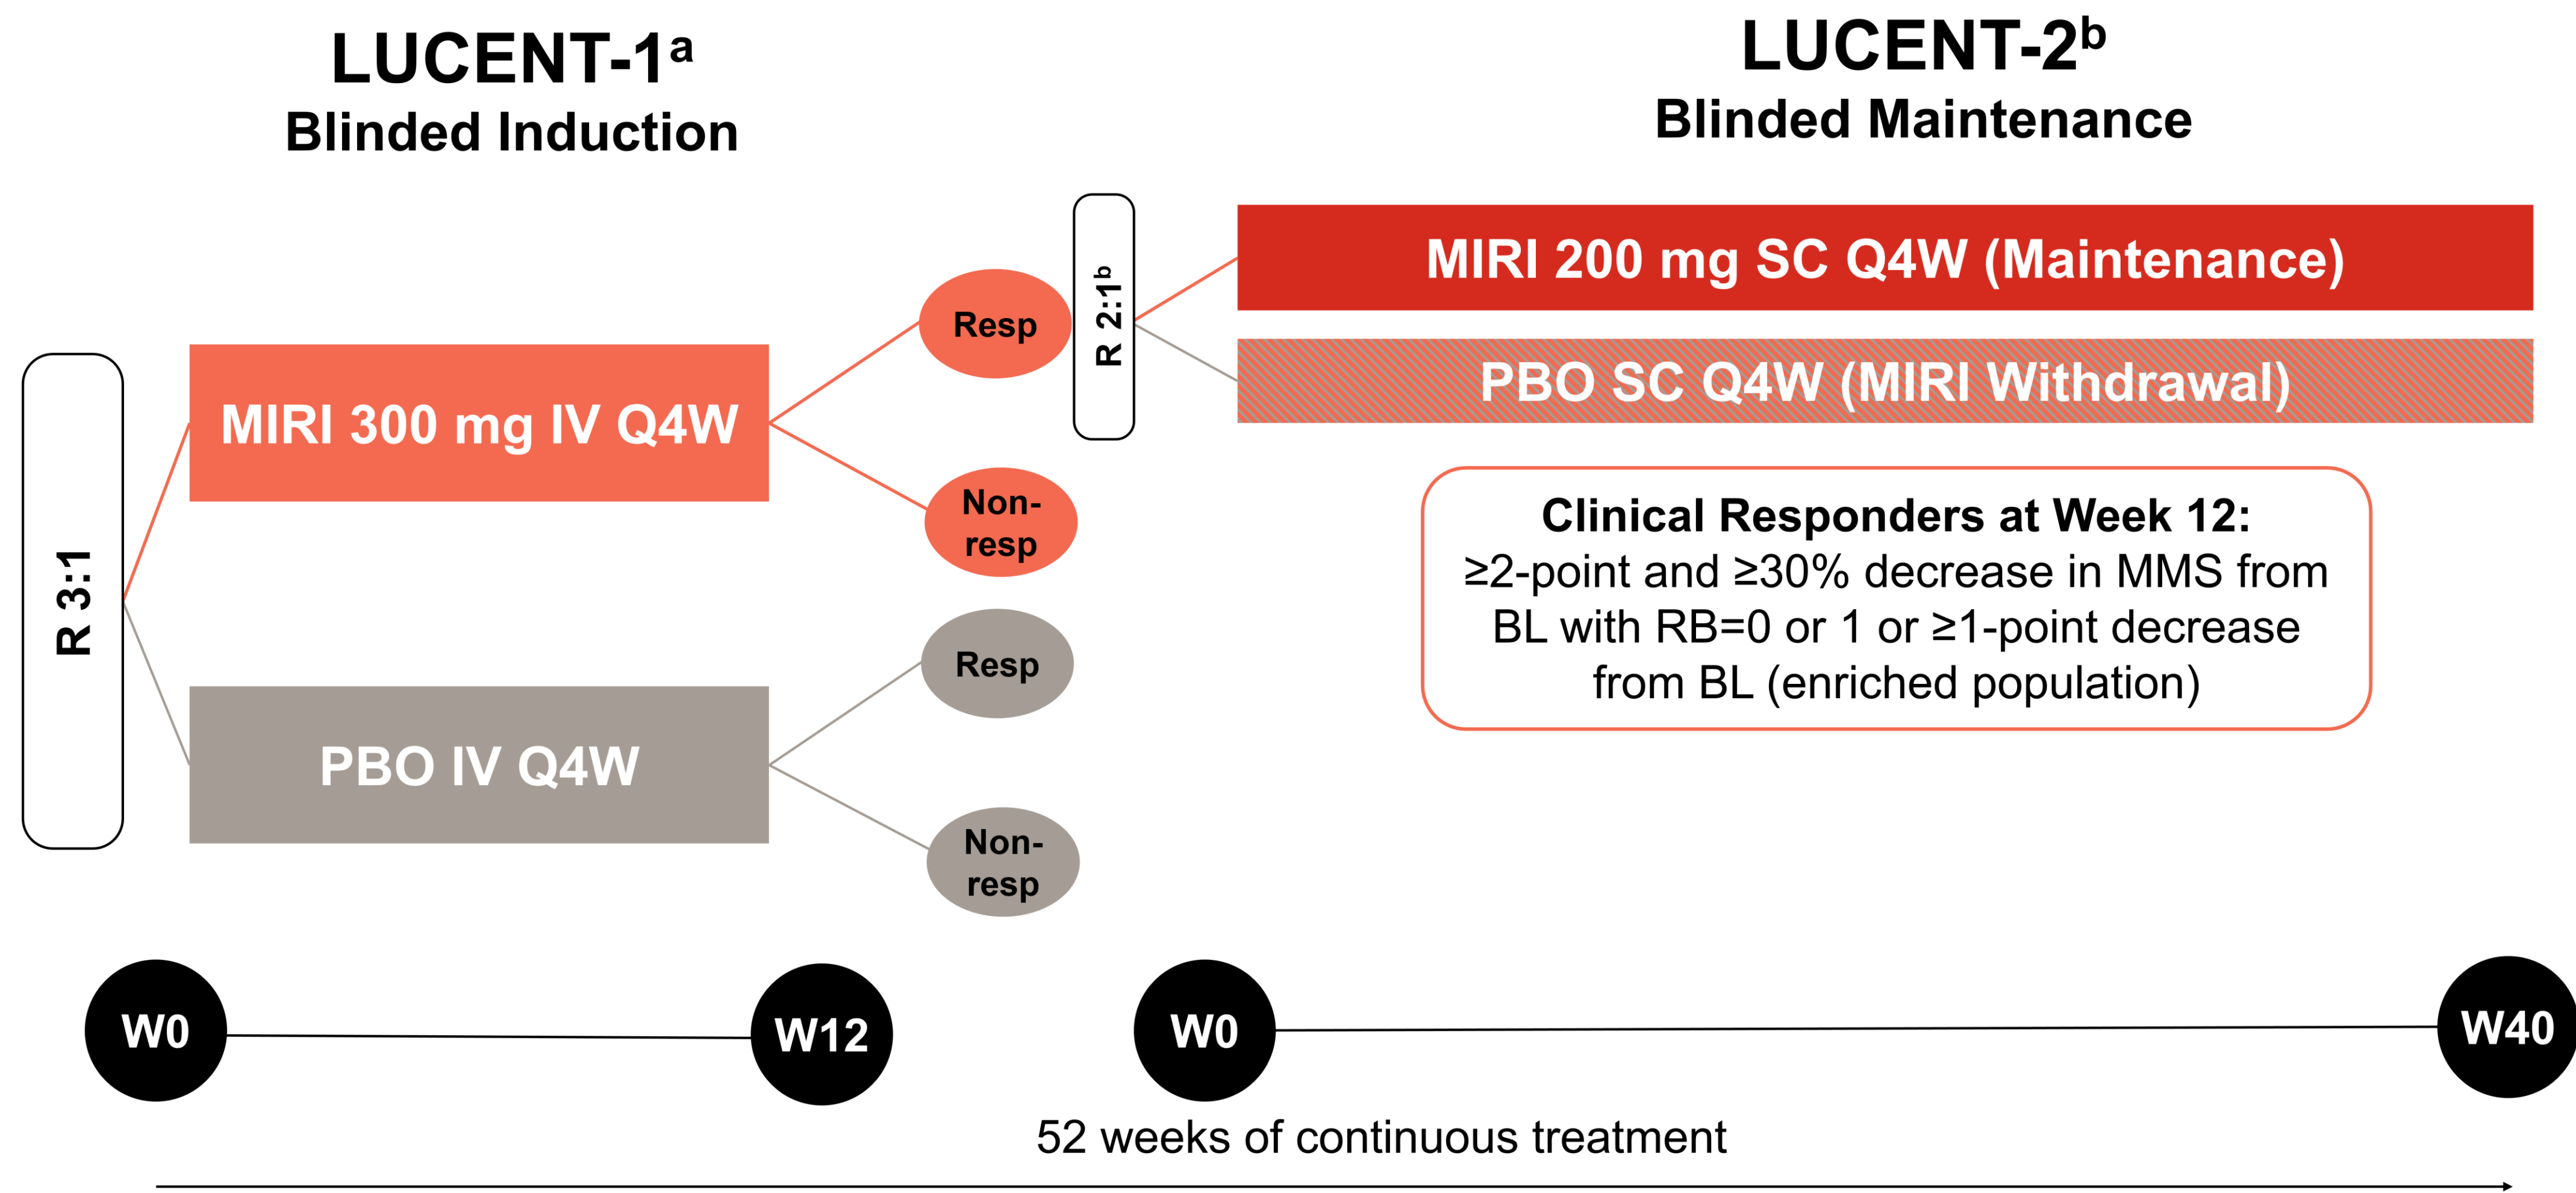 LUCENT-1ᵃ
Blinded Induction
LUCENT-2ᵇ
Blinded Maintenance
R 3:1
MIRI 300 mg IV Q4W
PBO IV Q4W
Resp
Non-
resp
Resp
Non-
resp
R 2:1ᵇ
MIRI 200 mg SC Q4W (Maintenance)
PBO SC Q4W (MIRI Withdrawal)
Clinical Responders at Week 12:
≥2-point and ≥30% decrease in MMS from
BL with RB=0 or 1 or ≥1-point decrease
from BL (enriched population)
W0
W12
W0
W40
52 weeks of continuous treatment